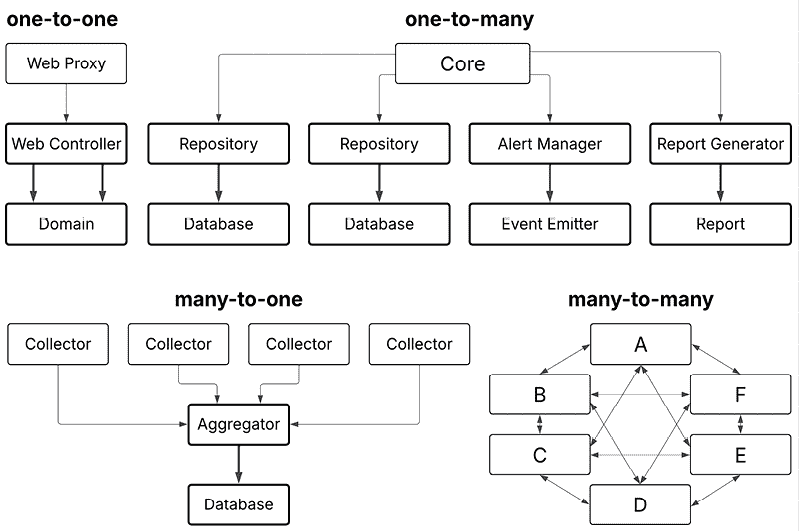 one-to-one
one-to-many
Web Proxy
Core
Web Controller
Repository
Repository
Alert Manager
Report Generator
Domain
Database
Database
Event Emitter
Report
many-to-one
many-to-many
Collector
Collector
Collector
Collector
A
B
F
Aggregator
C
E
Database
D